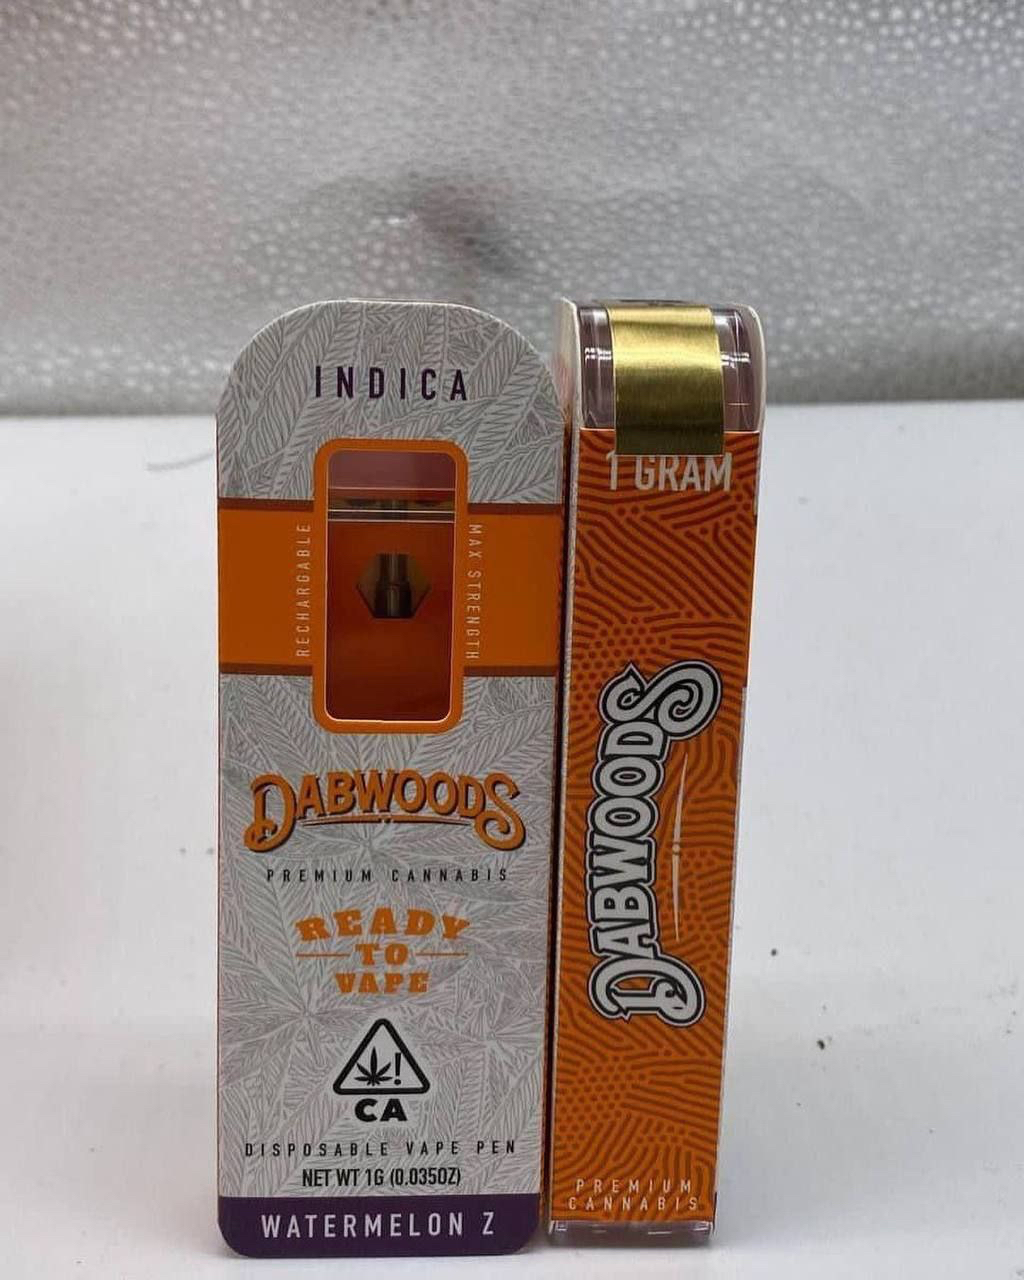 INDICA
RECHARGABLE
MAX STRENGTH
DABWOODS
PREMIUM CANNABIS
READY
TO
VAPE
CA
DISPOSABLE VAPE PEN
NET WT 1G (0.035OZ)
WATERMELON Z
1 GRAM
DABWOODS
PREMIUM
CANNABIS